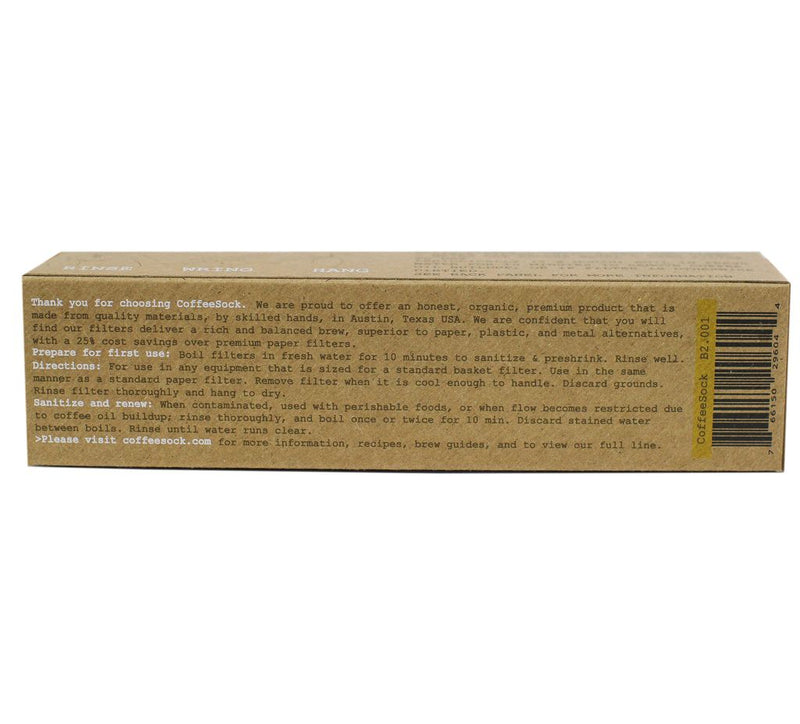 RINSE WRING HANG
SEE BACK LABEL FOR MORE INFORMATION
Thank you for choosing CoffeeSock. We are proud to offer an honest, organic, premium product that is
made from quality materials, by skilled hands, in Austin, Texas USA. We are confident that you will
find our filters deliver a rich and balanced brew, superior to paper, plastic, and metal alternatives,
with a 25% cost savings over premium paper filters.
Prepare for first use: Boil filters in fresh water for 10 minutes to sanitize & preshrink. Rinse well.
Directions: For use in any equipment that is sized for a standard basket filter. Use in the same
manner as a standard paper filter. Remove filter when it is cool enough to handle. Discard grounds.
Rinse filter thoroughly and hang to dry.
Sanitize and renew: When contaminated, used with perishable foods, or when flow becomes restricted due
to coffee oil buildup; rinse thoroughly, and boil once or twice for 10 min. Discard stained water
between boils. Rinse until water runs clear.
>Please visit coffeesock.com for more information, recipes, brew guides, and to view our full line.
CoffeeSock B2.001
7 66150 29604 4